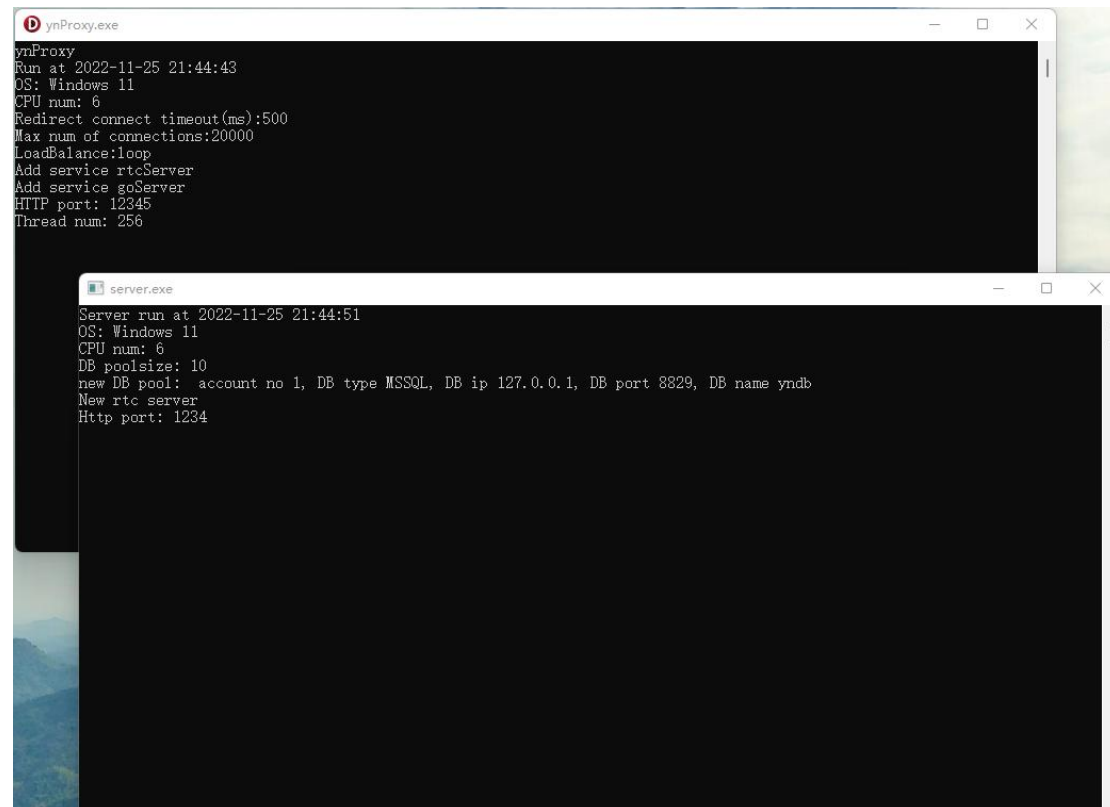 ynProxy.exe
ynProxy
Run at 2022-11-25 21:44:43
OS: Windows 11
CPU num: 6
Redirect connect timeout(ms):500
Max num of connections:20000
LoadBalance:loop
Add service rtcServer
Add service goServer
HTTP port: 12345
Thread num: 256
server.exe
Server run at 2022-11-25 21:44:51
OS: Windows 11
CPU num: 6
DB poolsize: 10
new DB pool:  account no 1, DB type MSSQL, DB ip 127.0.0.1, DB port 8829, DB name yndb
New rtc server
Http port: 1234